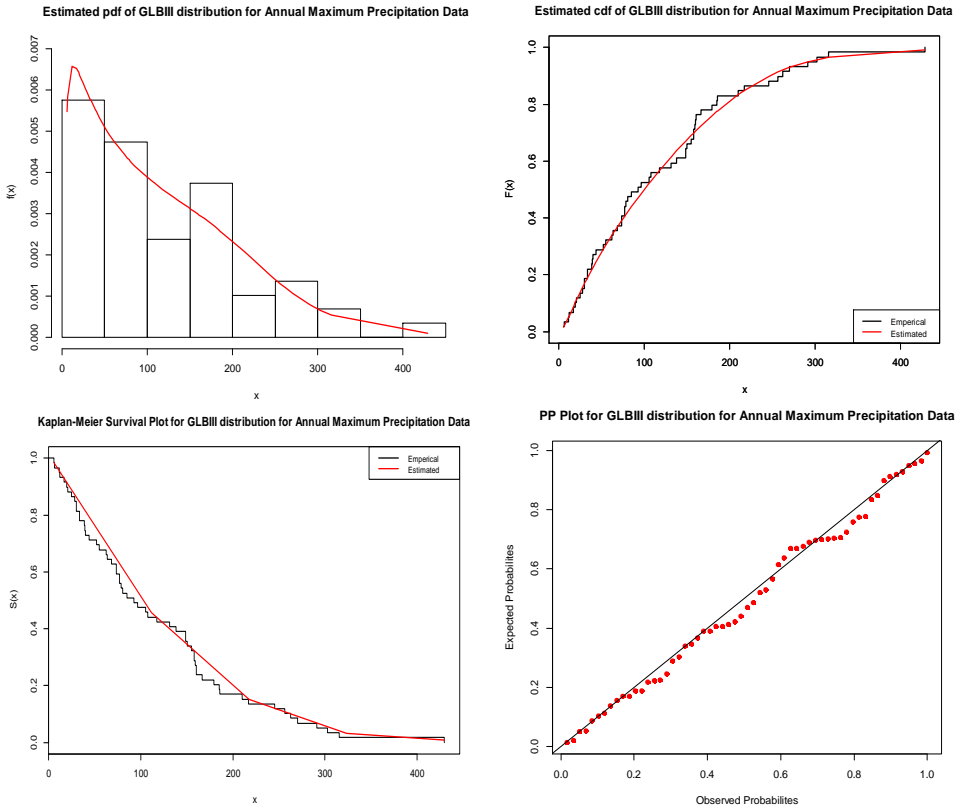 Estimated pdf of GLBIII distribution for Annual Maximum Precipitation Data
f(x)
0.007
0.006
0.005
0.004
0.003
0.002
0.001
0.000
0 100 200 300 400
x
Estimated cdf of GLBIII distribution for Annual Maximum Precipitation Data
F(x)
1.0
0.8
0.6
0.4
0.2
0.0
Emperical
Estimated
0 100 200 300 400
x
Kaplan-Meier Survival Plot for GLBIII distribution for Annual Maximum Precipitation Data
Emperical
Estimated
S(x)
1.0
0.8
0.6
0.4
0.2
0.0
0 100 200 300 400
x
PP Plot for GLBIII distribution for Annual Maximum Precipitation Data
Expected Probabilites
1.0
0.8
0.6
0.4
0.2
0.0
0.0 0.2 0.4 0.6 0.8 1.0
Observed Probabilites